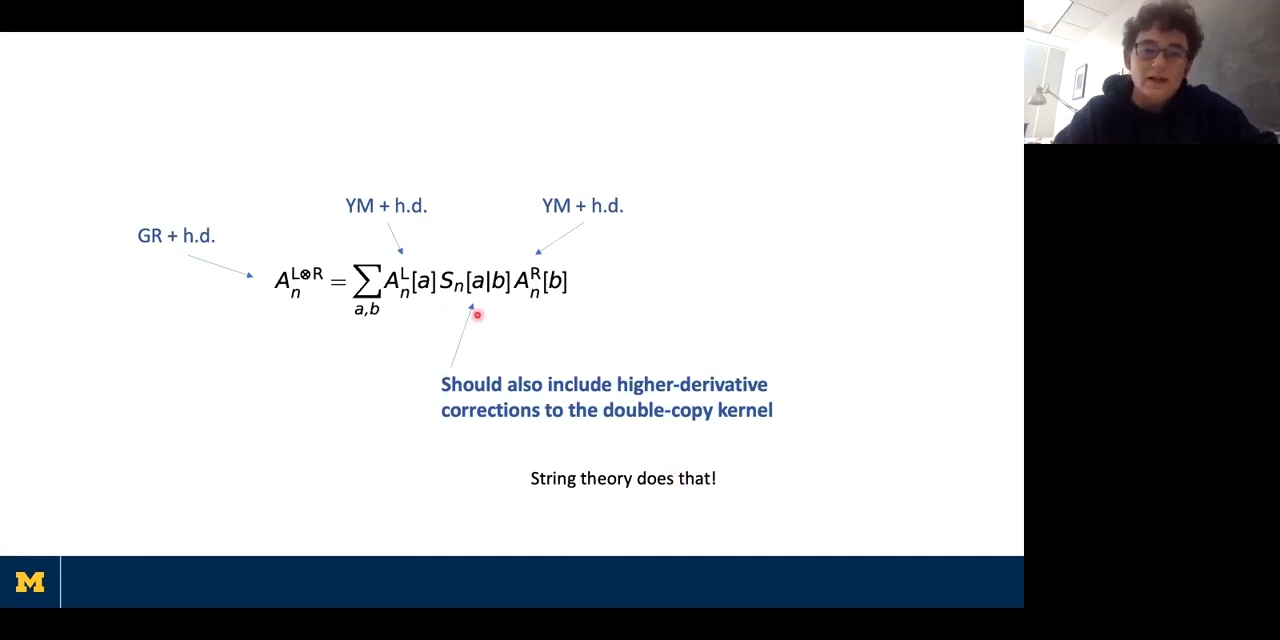 YM + h.d. YM + h.d.
GR + h.d.
A_n^{L⊗R} = ∑_{a,b} A_n^L[a] S_n[a|b] A_n^R[b]
Should also include higher-derivative
corrections to the double-copy kernel
String theory does that!
M